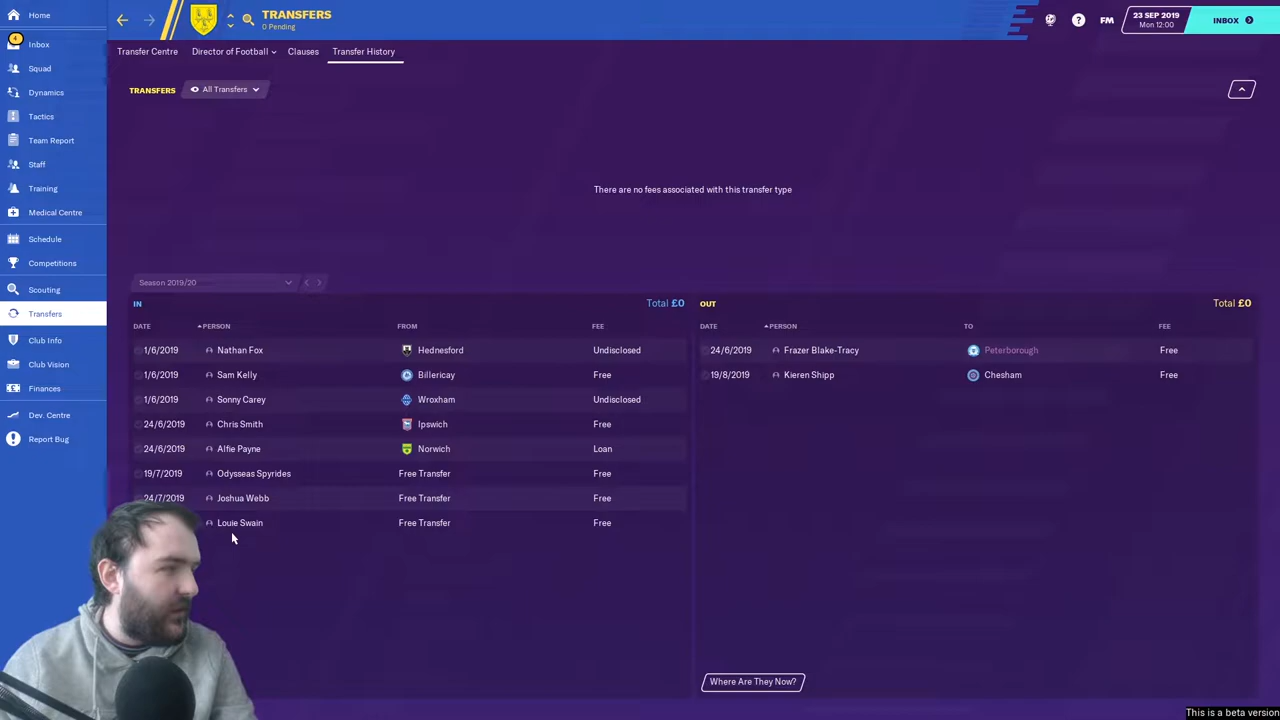 Home
TRANSFERS
0 Pending
23 SEP 2019
Mon 12:00
?
FM
INBOX
4
Inbox
Squad
Dynamics
Tactics
Team Report
Staff
Training
Medical Centre
Schedule
Competitions
Scouting
Transfers
Club Info
Club Vision
Finances
Dev. Centre
Report Bug
Transfer Centre Director of Football Clauses Transfer History
TRANSFERS All Transfers
There are no fees associated with this transfer type
Season 2019/20
IN Total £0
DATE PERSON FROM FEE
1/6/2019 Nathan Fox Hednesford Undisclosed
1/6/2019 Sam Kelly Billericay Free
1/6/2019 Sonny Carey Wroxham Undisclosed
24/6/2019 Chris Smith Ipswich Free
24/6/2019 Alfie Payne Norwich Loan
19/7/2019 Odysseas Spyrides Free Transfer Free
24/7/2019 Joshua Webb Free Transfer Free
Louie Swain Free Transfer Free
OUT Total £0
DATE PERSON TO FEE
24/6/2019 Frazer Blake-Tracy Peterborough Free
19/8/2019 Kieren Shipp Chesham Free
Where Are They Now?
This is a beta version